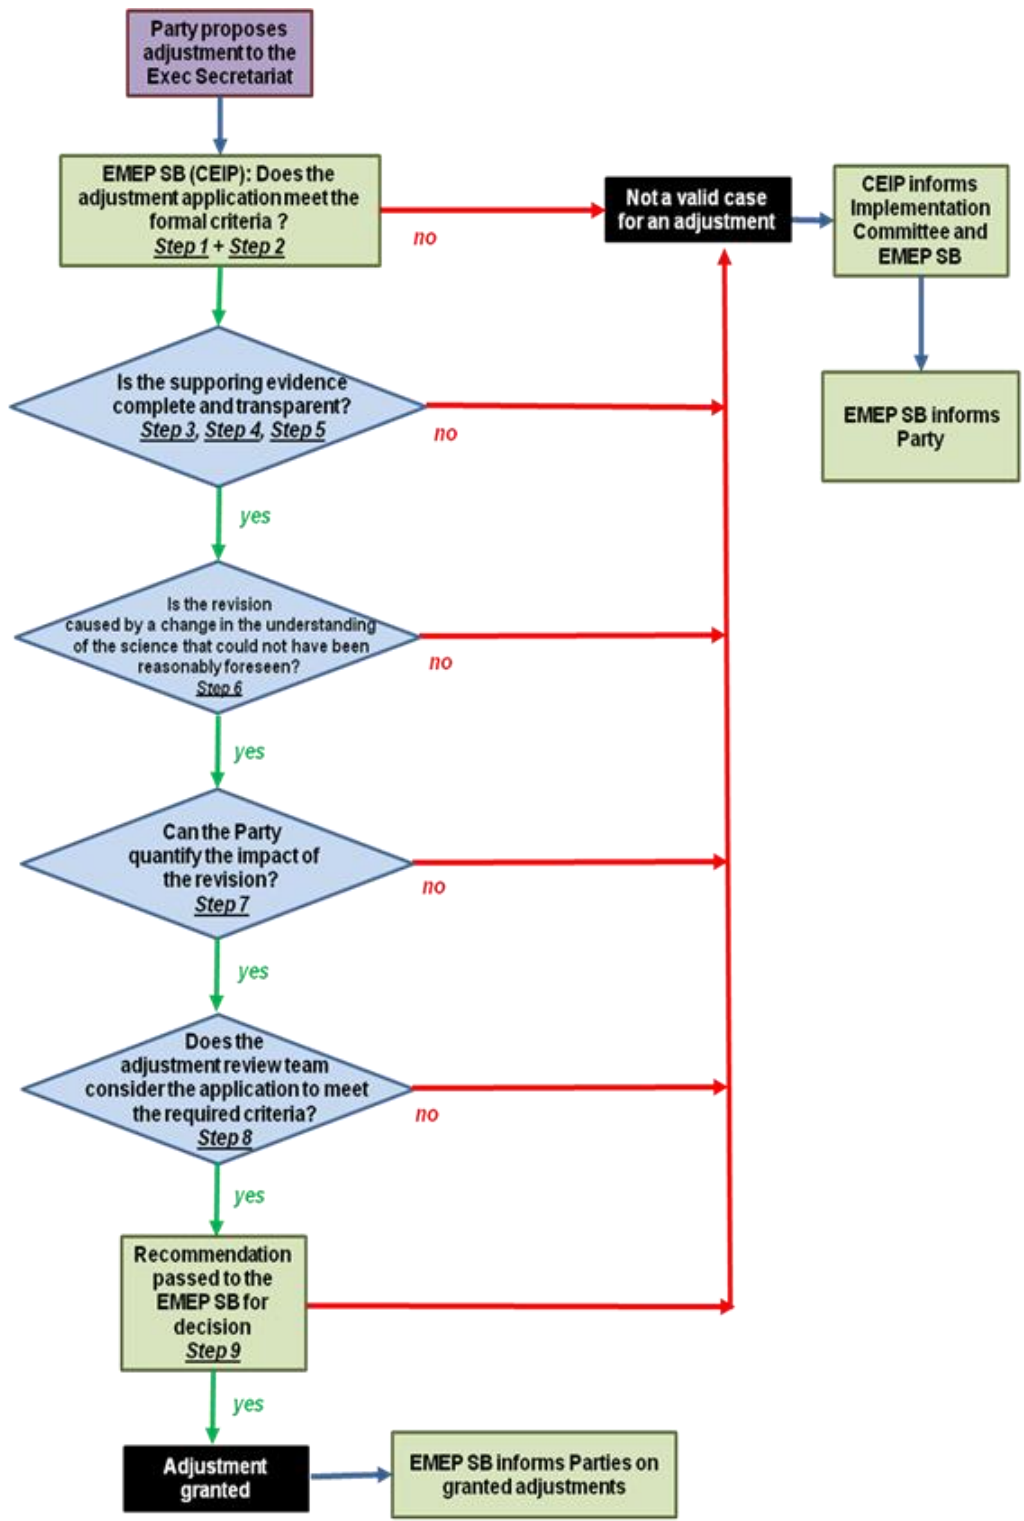 Party proposes
adjustment to the
Exec Secretariat
EMEP SB (CEIP): Does the
adjustment application meet the
formal criteria ?
Step 1 + Step 2
no
Not a valid case
for an adjustment
CEIP informs
Implementation
Committee and
EMEP SB
EMEP SB informs
Party
Is the supporing evidence
complete and transparent?
Step 3, Step 4, Step 5
no
yes
Is the revision
caused by a change in the understanding
of the science that could not have been
reasonably foreseen?
Step 6
no
yes
Can the Party
quantify the impact of
the revision?
Step 7
no
yes
Does the
adjustment review team
consider the application to meet
the required criteria?
Step 8
no
yes
Recommendation
passed to the
EMEP SB for
decision
Step 9
yes
Adjustment
granted
EMEP SB informs Parties on
granted adjustments